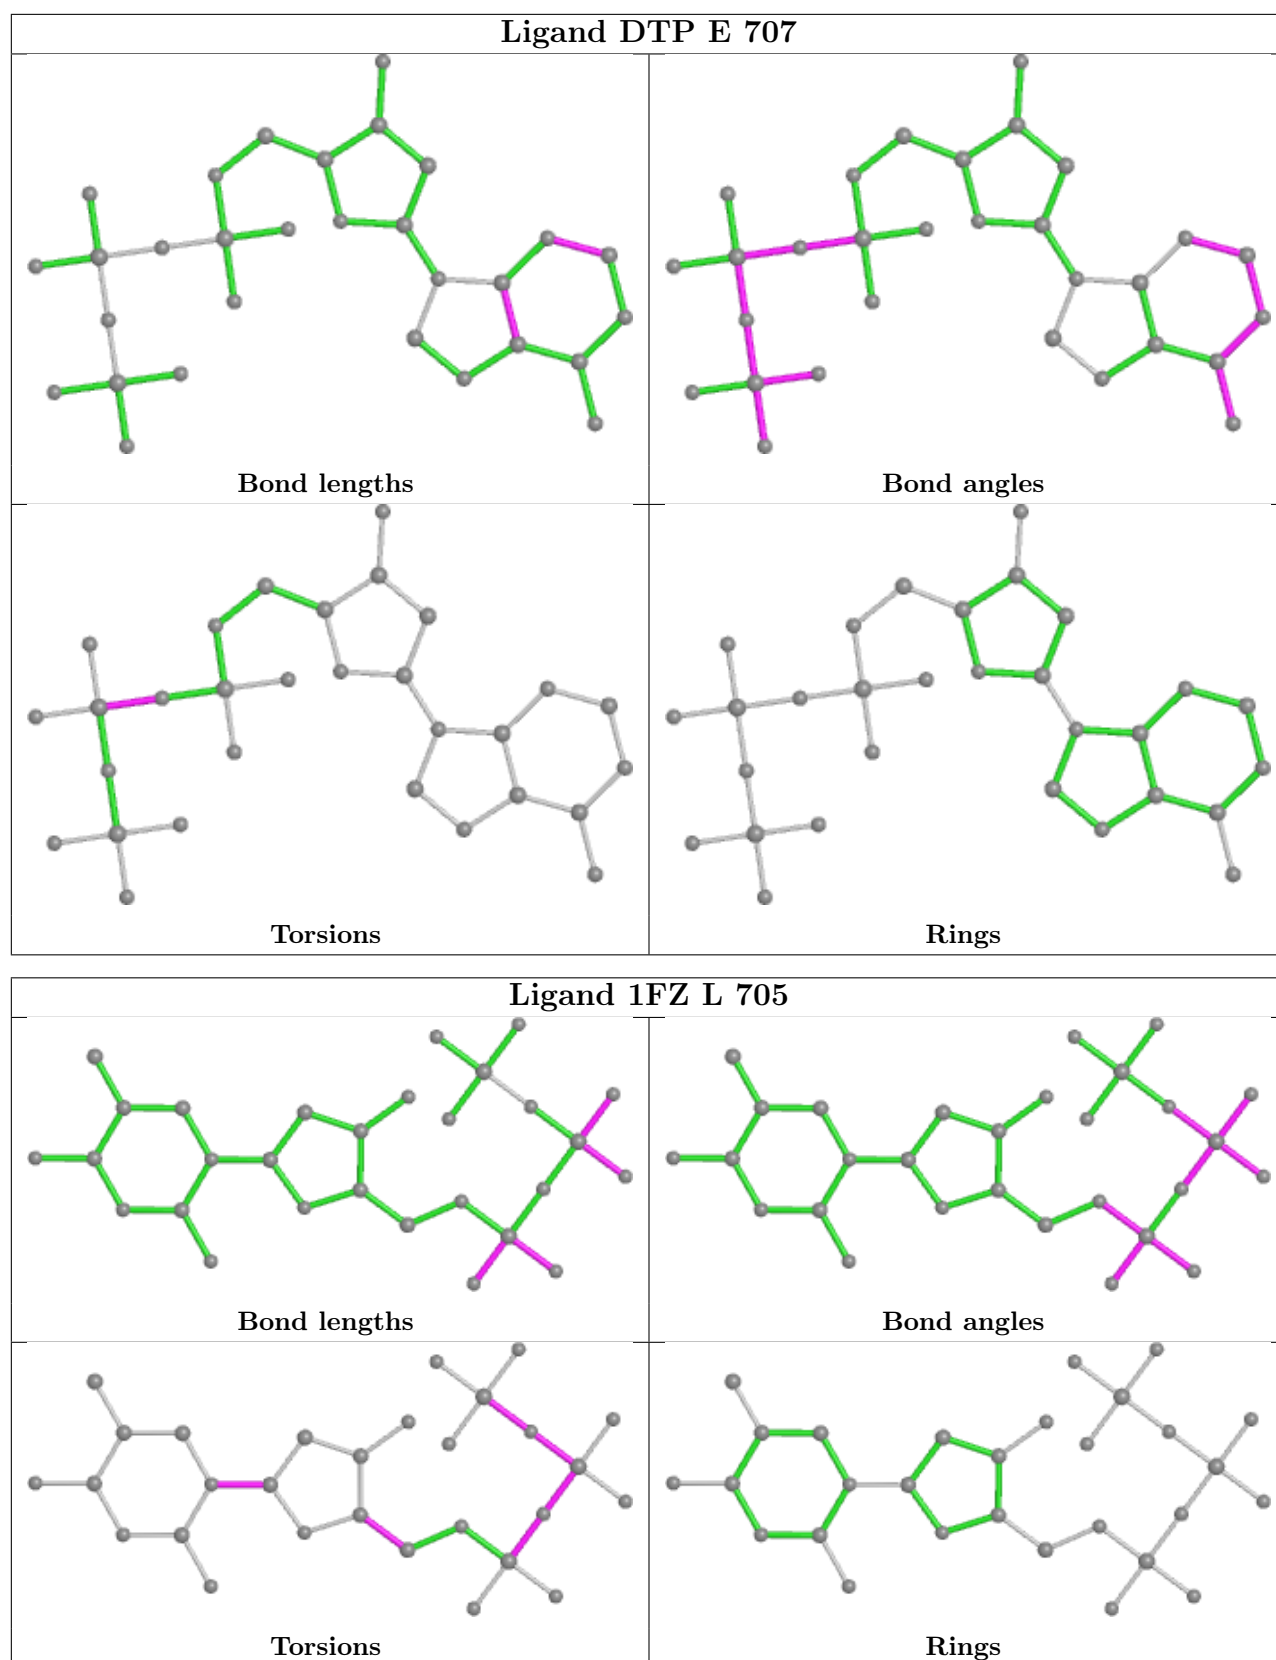 Ligand DTP E 707
Bond lengths
Bond angles
Torsions
Rings
Ligand 1FZ L 705
Bond lengths
Bond angles
Torsions
Rings